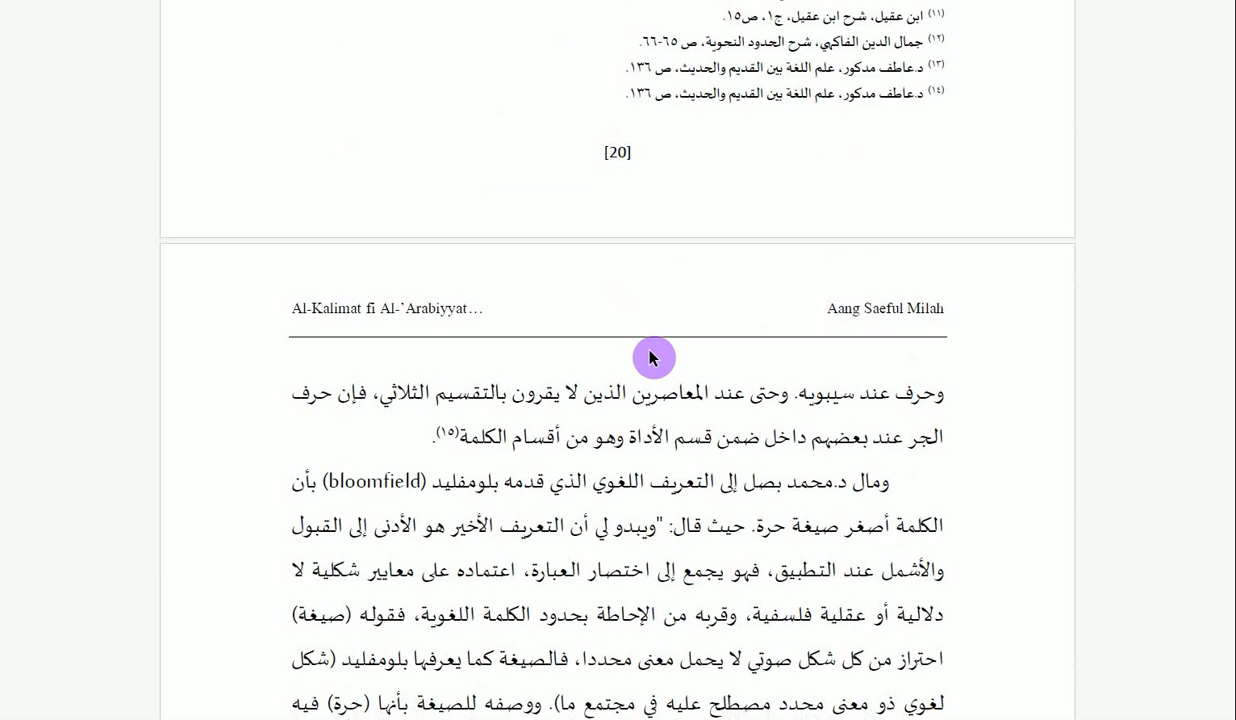 (١١) ابن عقيل، شرح ابن عقيل، ج١، ص١٥.
(١٢) جمال الدين الفاكهي، شرح الحدود النحوية، ص ٦٥-٦٦.
(١٣) د.عاطف مدكور، علم اللغة بين القديم والحديث، ص ١٣٦.
(١٤) د.عاطف مدكور، علم اللغة بين القديم والحديث، ص ١٣٦.
[20]
Al-Kalimat fi Al-’Arabiyyat… Aang Saeful Milah
وحرف عند سيبويه. وحتى عند المعاصرين الذين لا يقرون بالتقسيم الثلاثي، فإن حرف
الجر عند بعضهم داخل ضمن قسم الأداة وهو من أقسام الكلمة(١٥).
ومال د.محمد بصل إلى التعريف اللغوي الذي قدمه بلومفليد (bloomfield) بأن
الكلمة أصغر صيغة حرة. حيث قال: "ويبدو لي أن التعريف الأخير هو الأدنى إلى القبول
والأشمل عند التطبيق، فهو يجمع إلى اختصار العبارة، اعتماده على معايير شكلية لا
دلالية أو عقلية فلسفية، وقربه من الإحاطة بحدود الكلمة اللغوية، فقوله (صيغة)
احتراز من كل شكل صوتي لا يحمل معنى محددا، فالصيغة كما يعرفها بلومفليد (شكل
لغوي ذو معنى محدد مصطلح عليه في مجتمع ما). ووصفه للصيغة بأنها (حرة) فيه